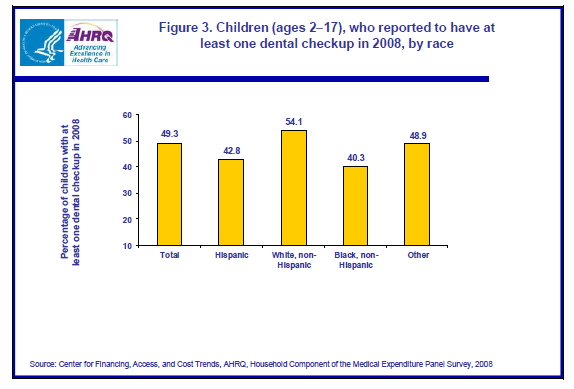 AHRQ
Advancing
Excellence in
Health Care
Figure 3. Children (ages 2–17), who reported to have at
least one dental checkup in 2008, by race
Percentage of children with at
least one dental checkup in 2008
60
50
40
30
20
10
49.3
42.8
54.1
40.3
48.9
Total
Hispanic
White, non-
Hispanic
Black, non-
Hispanic
Other
Source: Center for Financing, Access, and Cost Trends, AHRQ, Household Component of the Medical Expenditure Panel Survey, 2008